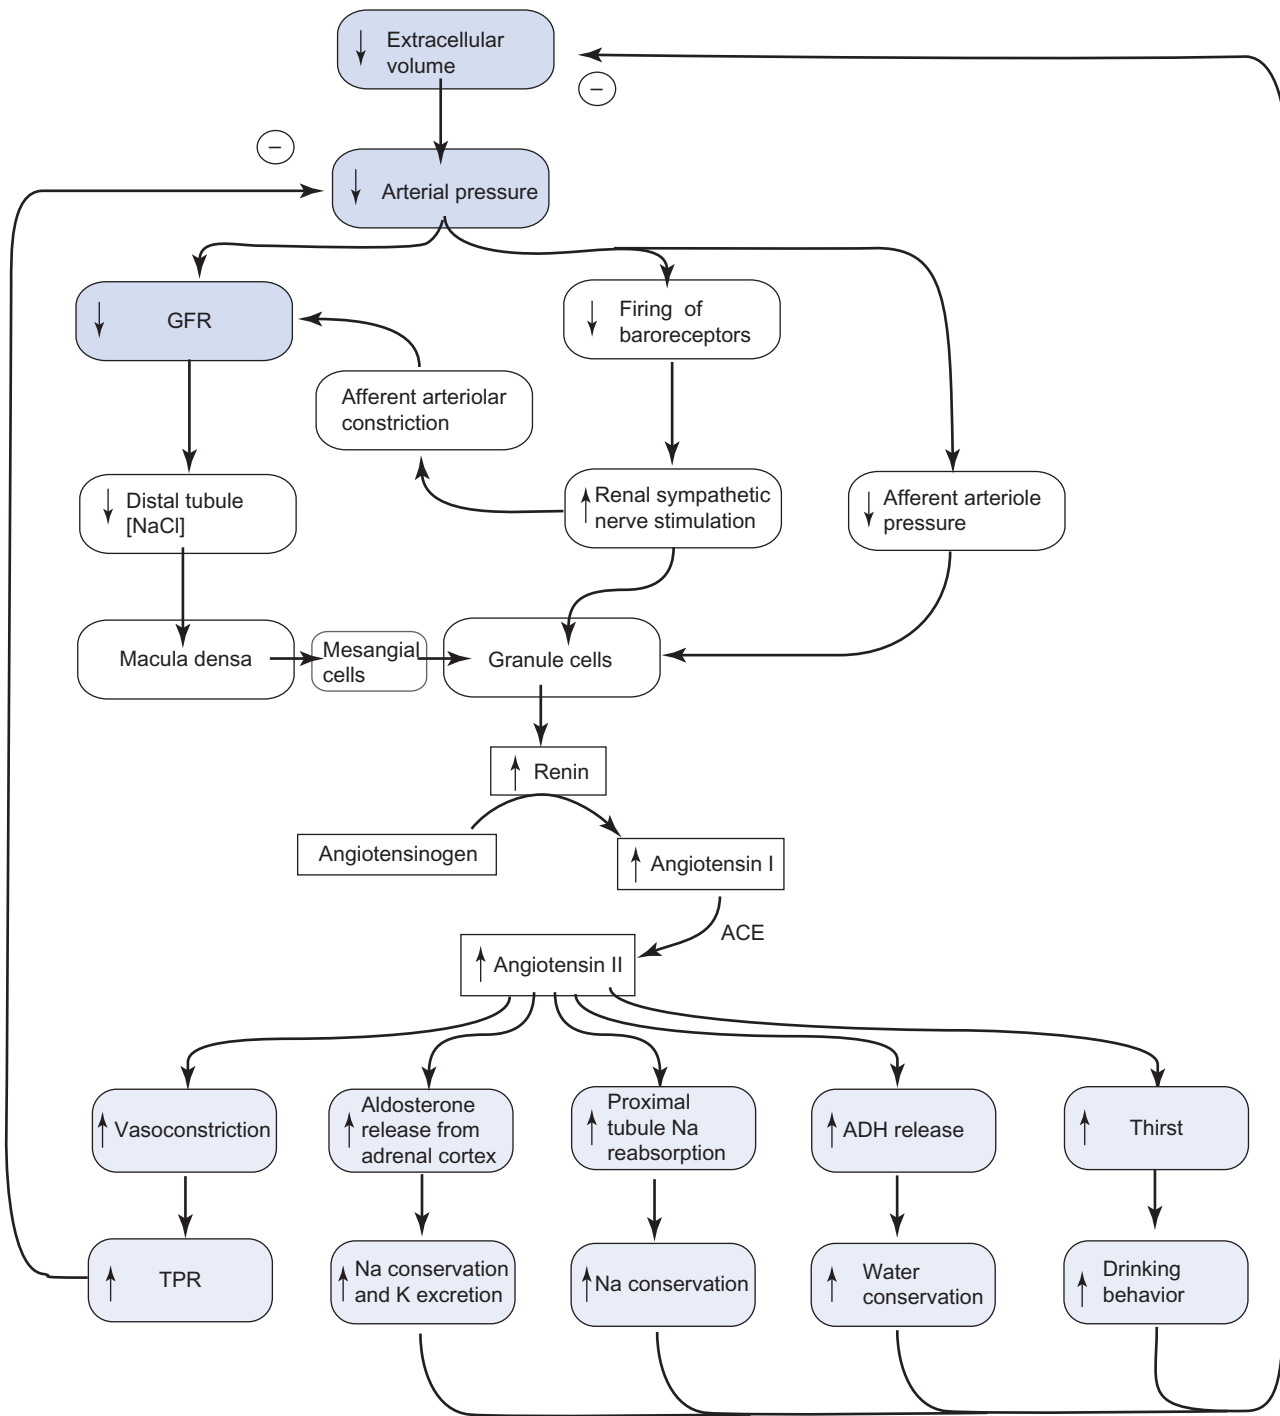 Extracellular
volume
−
−
Arterial pressure
GFR
Firing of
baroreceptors
Afferent arteriolar
constriction
Distal tubule
[NaCl]
Renal sympathetic
nerve stimulation
Afferent arteriole
pressure
Macula densa
Mesangial
cells
Granule cells
Renin
Angiotensinogen
Angiotensin I
ACE
Angiotensin II
Vasoconstriction
Aldosterone
release from
adrenal cortex
Proximal
tubule Na
reabsorption
ADH release
Thirst
TPR
Na conservation
and K excretion
Na conservation
Water
conservation
Drinking
behavior